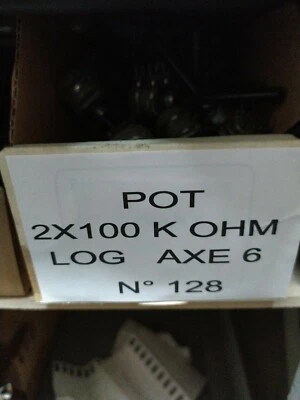 POT
2X100 K OHM
LOG AXE 6
N° 128